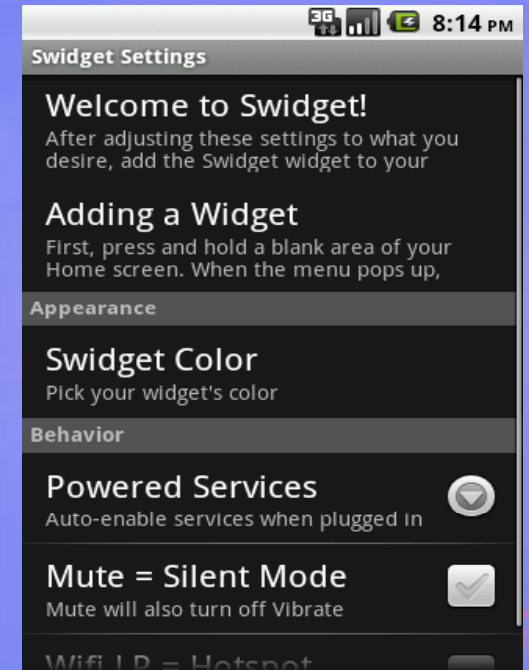 3G 8:14 PM
Swidget Settings
Welcome to Swidget!
After adjusting these settings to what you
desire, add the Swidget widget to your
Adding a Widget
First, press and hold a blank area of your
Home screen. When the menu pops up,
Appearance
Swidget Color
Pick your widget's color
Behavior
Powered Services
Auto-enable services when plugged in
Mute = Silent Mode
Mute will also turn off Vibrate
Wifi LP = Hotspot